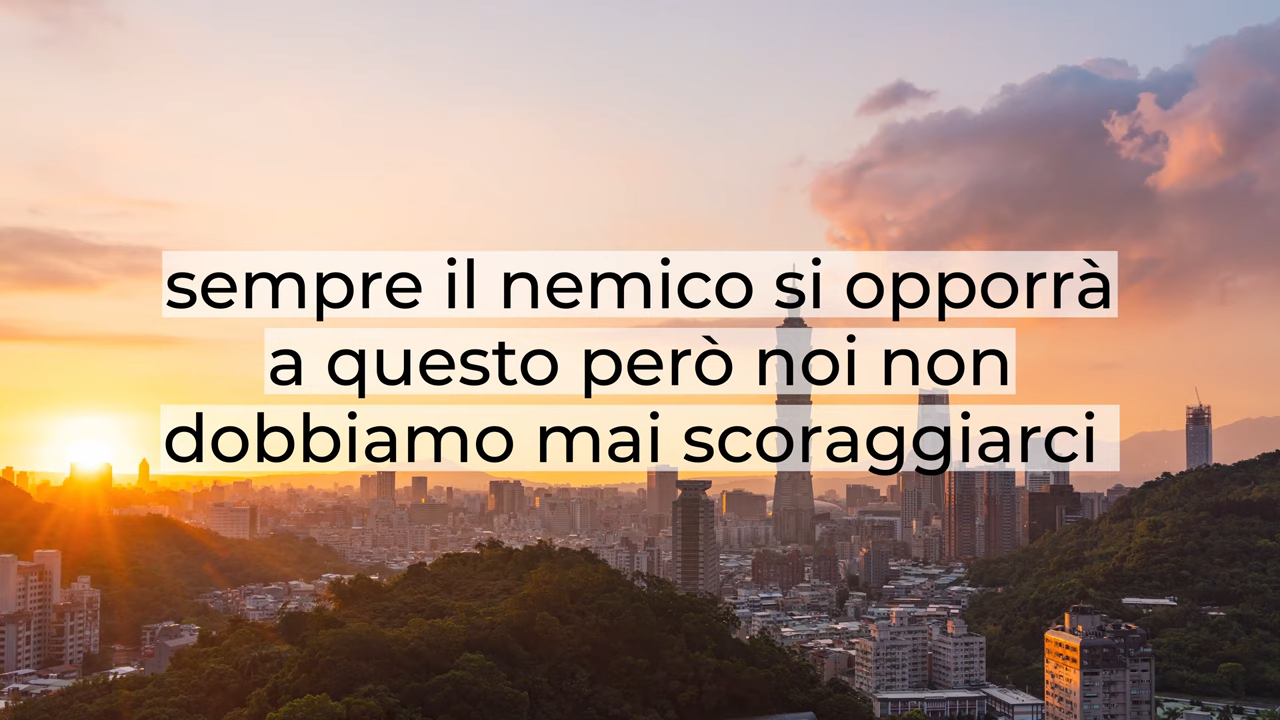 sempre il nemico si opporrà
a questo però noi non
dobbiamo mai scoraggiarci